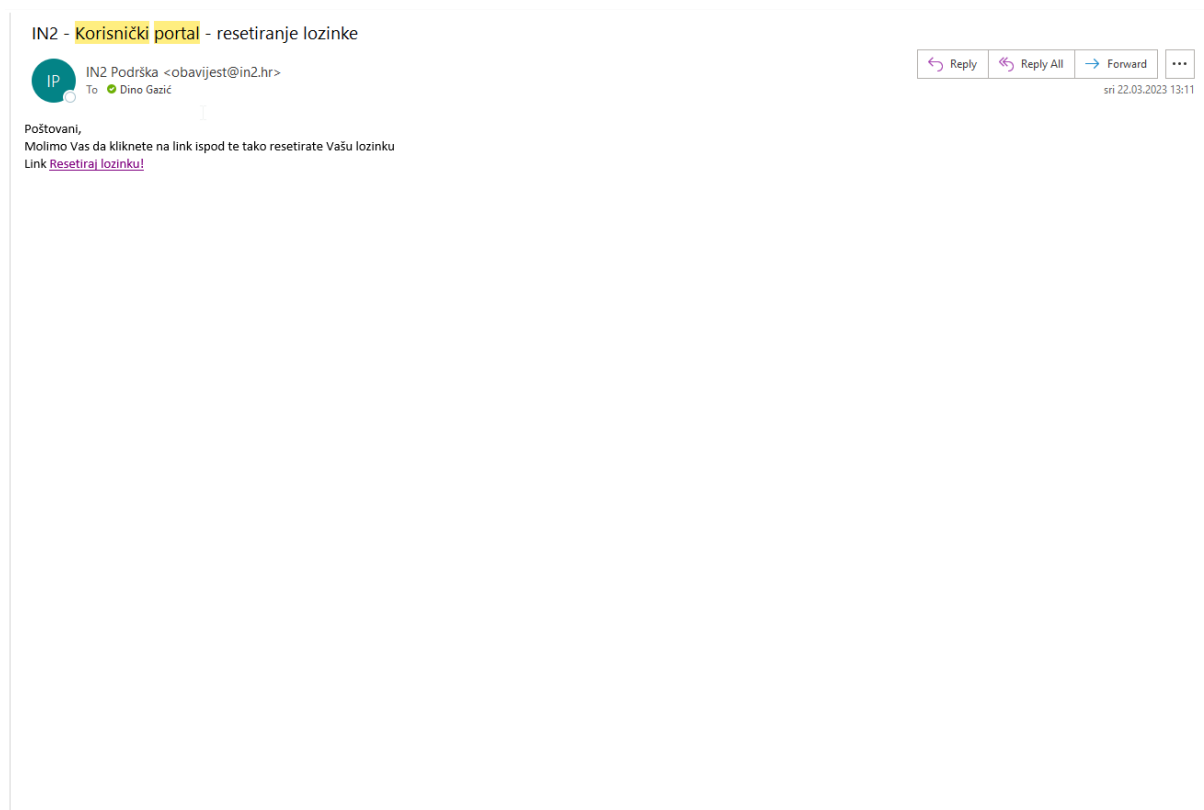 IN2 - Korisnički portal - resetiranje lozinke
IP
IN2 Podrška <obavijest@in2.hr>
To Dino Gazić
Reply
Reply All
Forward
sri 22.03.2023 13:11
Poštovani,
Molimo Vas da kliknete na link ispod te tako resetirate Vašu lozinku
Link Resetiraj lozinku!